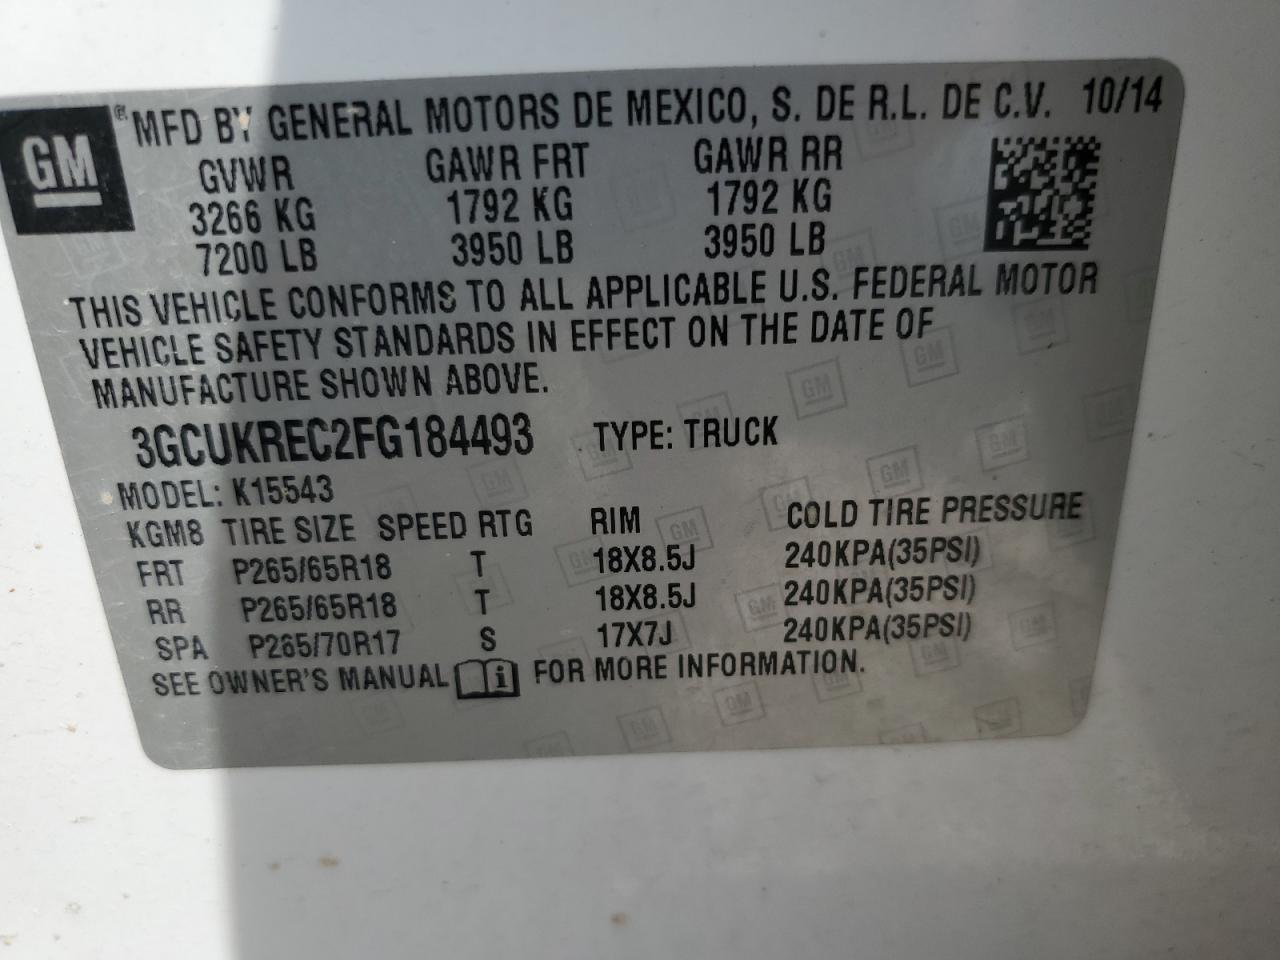 GM
® MFD BY GENERAL MOTORS DE MEXICO, S. DE R.L. DE C.V. 10/14
GVWR GAWR FRT GAWR RR
3266 KG 1792 KG 1792 KG
7200 LB 3950 LB 3950 LB
THIS VEHICLE CONFORMS TO ALL APPLICABLE U.S. FEDERAL MOTOR
VEHICLE SAFETY STANDARDS IN EFFECT ON THE DATE OF
MANUFACTURE SHOWN ABOVE.
3GCUKREC2FG184493 TYPE: TRUCK
MODEL: K15543
KGM8 TIRE SIZE SPEED RTG RIM COLD TIRE PRESSURE
FRT P265/65R18 T 18X8.5J 240KPA(35PSI)
RR P265/65R18 T 18X8.5J 240KPA(35PSI)
SPA P265/70R17 S 17X7J 240KPA(35PSI)
SEE OWNER'S MANUAL i FOR MORE INFORMATION.